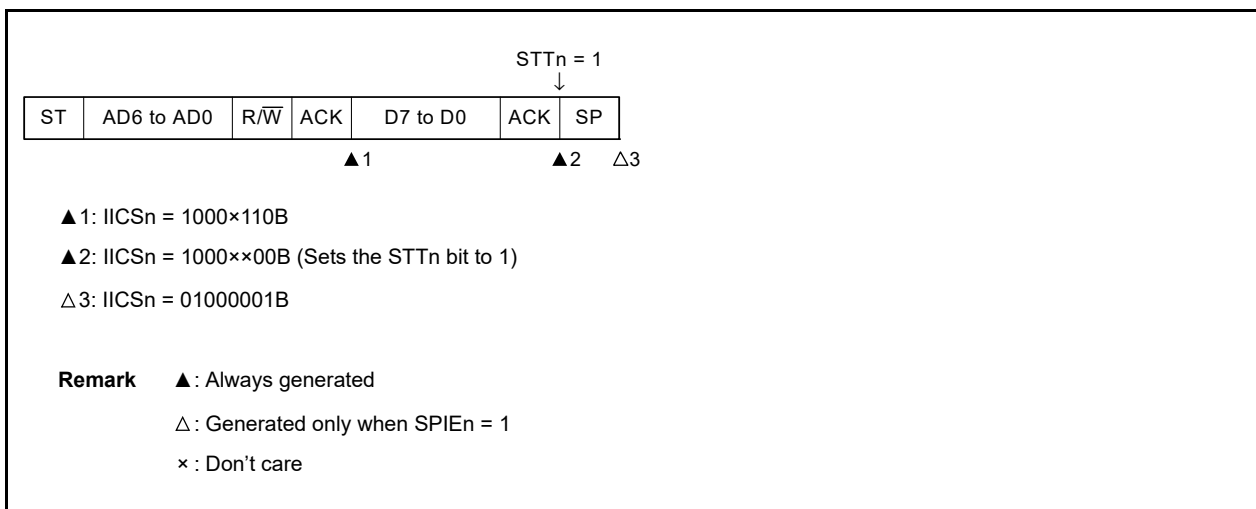 STTn = 1
↓
ST AD6 to AD0 R/W̅ ACK D7 to D0 ACK SP
▲1 ▲2 △3
▲1: IICSn = 1000×110B
▲2: IICSn = 1000××00B (Sets the STTn bit to 1)
△3: IICSn = 01000001B
Remark ▲: Always generated
△: Generated only when SPIEn = 1
×: Don't care